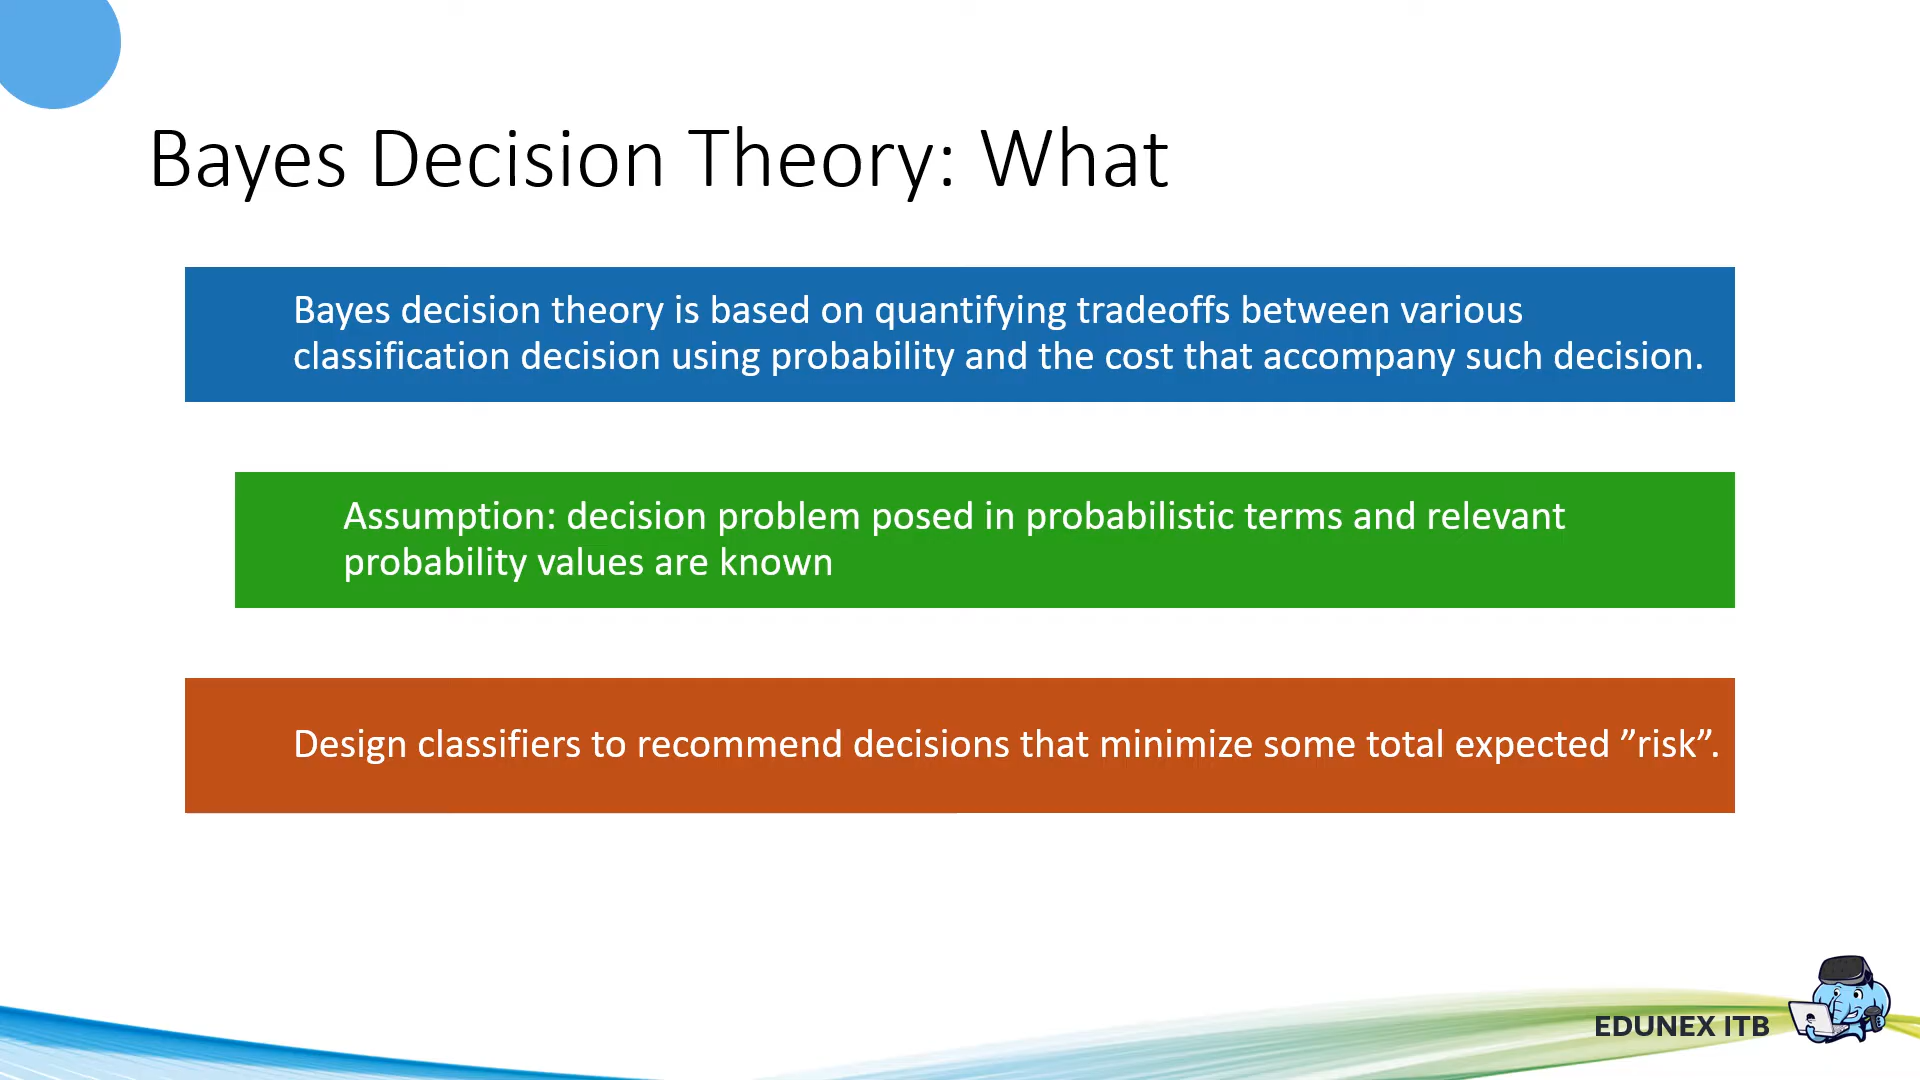 Bayes Decision Theory: What
Bayes decision theory is based on quantifying tradeoffs between various
classification decision using probability and the cost that accompany such decision.
Assumption: decision problem posed in probabilistic terms and relevant
probability values are known
Design classifiers to recommend decisions that minimize some total expected ”risk”.
EDUNEX ITB